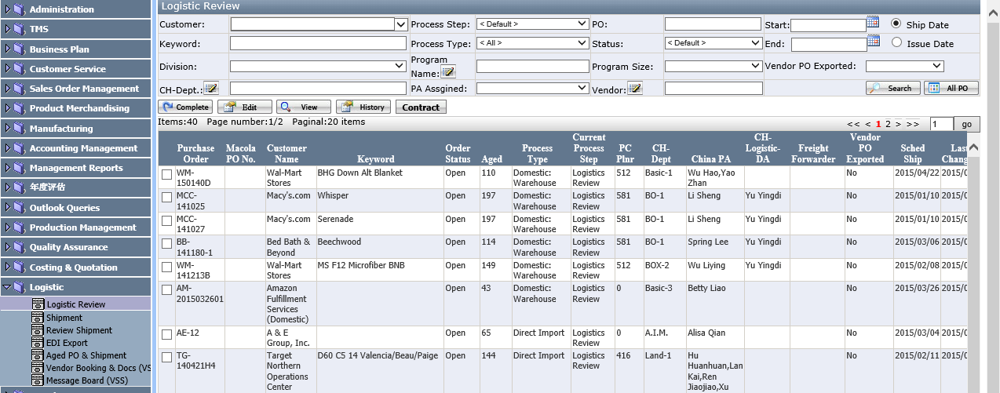 Administration
TMS
Business Plan
Customer Service
Sales Order Management
Product Merchandising
Manufacturing
Accounting Management
Management Reports
年度评估
Outlook Queries
Production Management
Quality Assurance
Costing & Quotation
Logistic
Logistic Review
Shipment
Review Shipment
EDI Export
Aged PO & Shipment
Vendor Booking & Docs (VS
Message Board (VSS)
Logistic Review
Customer: Process Step: < Default > PO: Start: Ship Date
Keyword: Process Type: < All > Status: < Default > End: Issue Date
Division: Program Name: Program Size: Vendor PO Exported:
CH-Dept.: PA Assgined: Vendor: Search All PO
Complete Edit View History Contract
Items:40 Page number:1/2 Paginal:20 items << < 1 2 > >> 1 go
Purchase Order Macola PO No. Customer Name Keyword Order Status Aged Process Type Current Process Step PC Plnr CH-Dept China PA CH-Logistic-DA Freight Forwarder Vendor PO Exported Sched Ship Las Chang
WM-150140D Wal-Mart Stores BHG Down Alt Blanket Open 110 Domestic: Warehouse Logistics Review 512 Basic-1 Wu Hao,Yao Zhan No 2015/04/22 2015/0
MCC-141025 Macy's.com Whisper Open 197 Domestic: Warehouse Logistics Review 581 BO-1 Li Sheng Yu Yingdi No 2015/01/10 2015/0
MCC-141027 Macy's.com Serenade Open 197 Domestic: Warehouse Logistics Review 581 BO-1 Li Sheng Yu Yingdi No 2015/01/10 2015/0
BB-141180-1 Bed Bath & Beyond Beechwood Open 114 Domestic: Warehouse Logistics Review 581 BO-1 Spring Lee Yu Yingdi No 2015/03/06 2015/0
WM-141213B Wal-Mart Stores MS F12 Microfiber BNB Open 149 Domestic: Warehouse Logistics Review 512 BOX-2 Wu Liying Yu Yingdi No 2015/02/08 2015/0
AM-2015032601 Amazon Fulfillment Services (Domestic) Open 43 Domestic: Warehouse Logistics Review 0 Basic-3 Betty Liao No 2015/03/26 2015/0
AE-12 A & E Group, Inc. Open 65 Direct Import Logistics Review 0 A.I.M. Alisa Qian No 2015/03/04 2015/0
TG-140421H4 Target Northern Operations Center D60 C5 14 Valencia/Beau/Paige Open 144 Direct Import Logistics Review 416 Land-1 Hu Huanhuan,Lan Kai,Ren Jiaojiao,Xu No 2015/02/11 2015/0